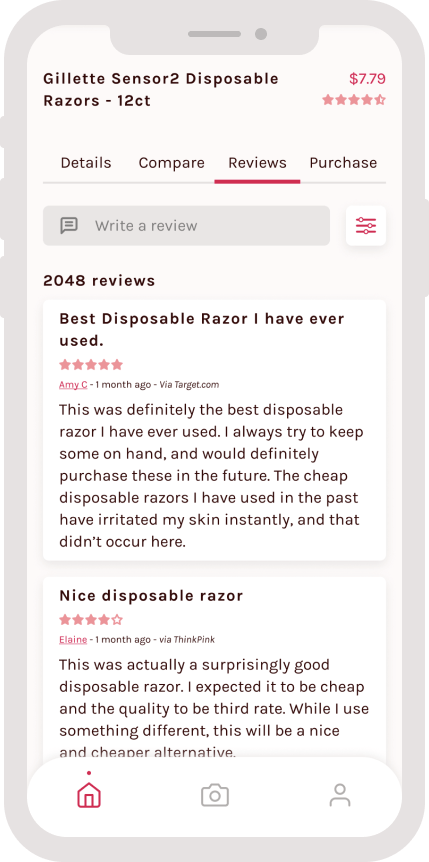 Gillette Sensor2 Disposable
Razors - 12ct
$7.79
Details Compare Reviews Purchase
Write a review
2048 reviews
Best Disposable Razor I have ever
used.
Amy C - 1 month ago - Via Target.com
This was definitely the best disposable
razor I have ever used. I always try to keep
some on hand, and would definitely
purchase these in the future. The cheap
disposable razors I have used in the past
have irritated my skin instantly, and that
didn’t occur here.
Nice disposable razor
Elaine - 1 month ago - via ThinkPink
This was actually a surprisingly good
disposable razor. I expected it to be cheap
and the quality to be third rate. While I use
something different, this will be a nice
and cheaper alternative.